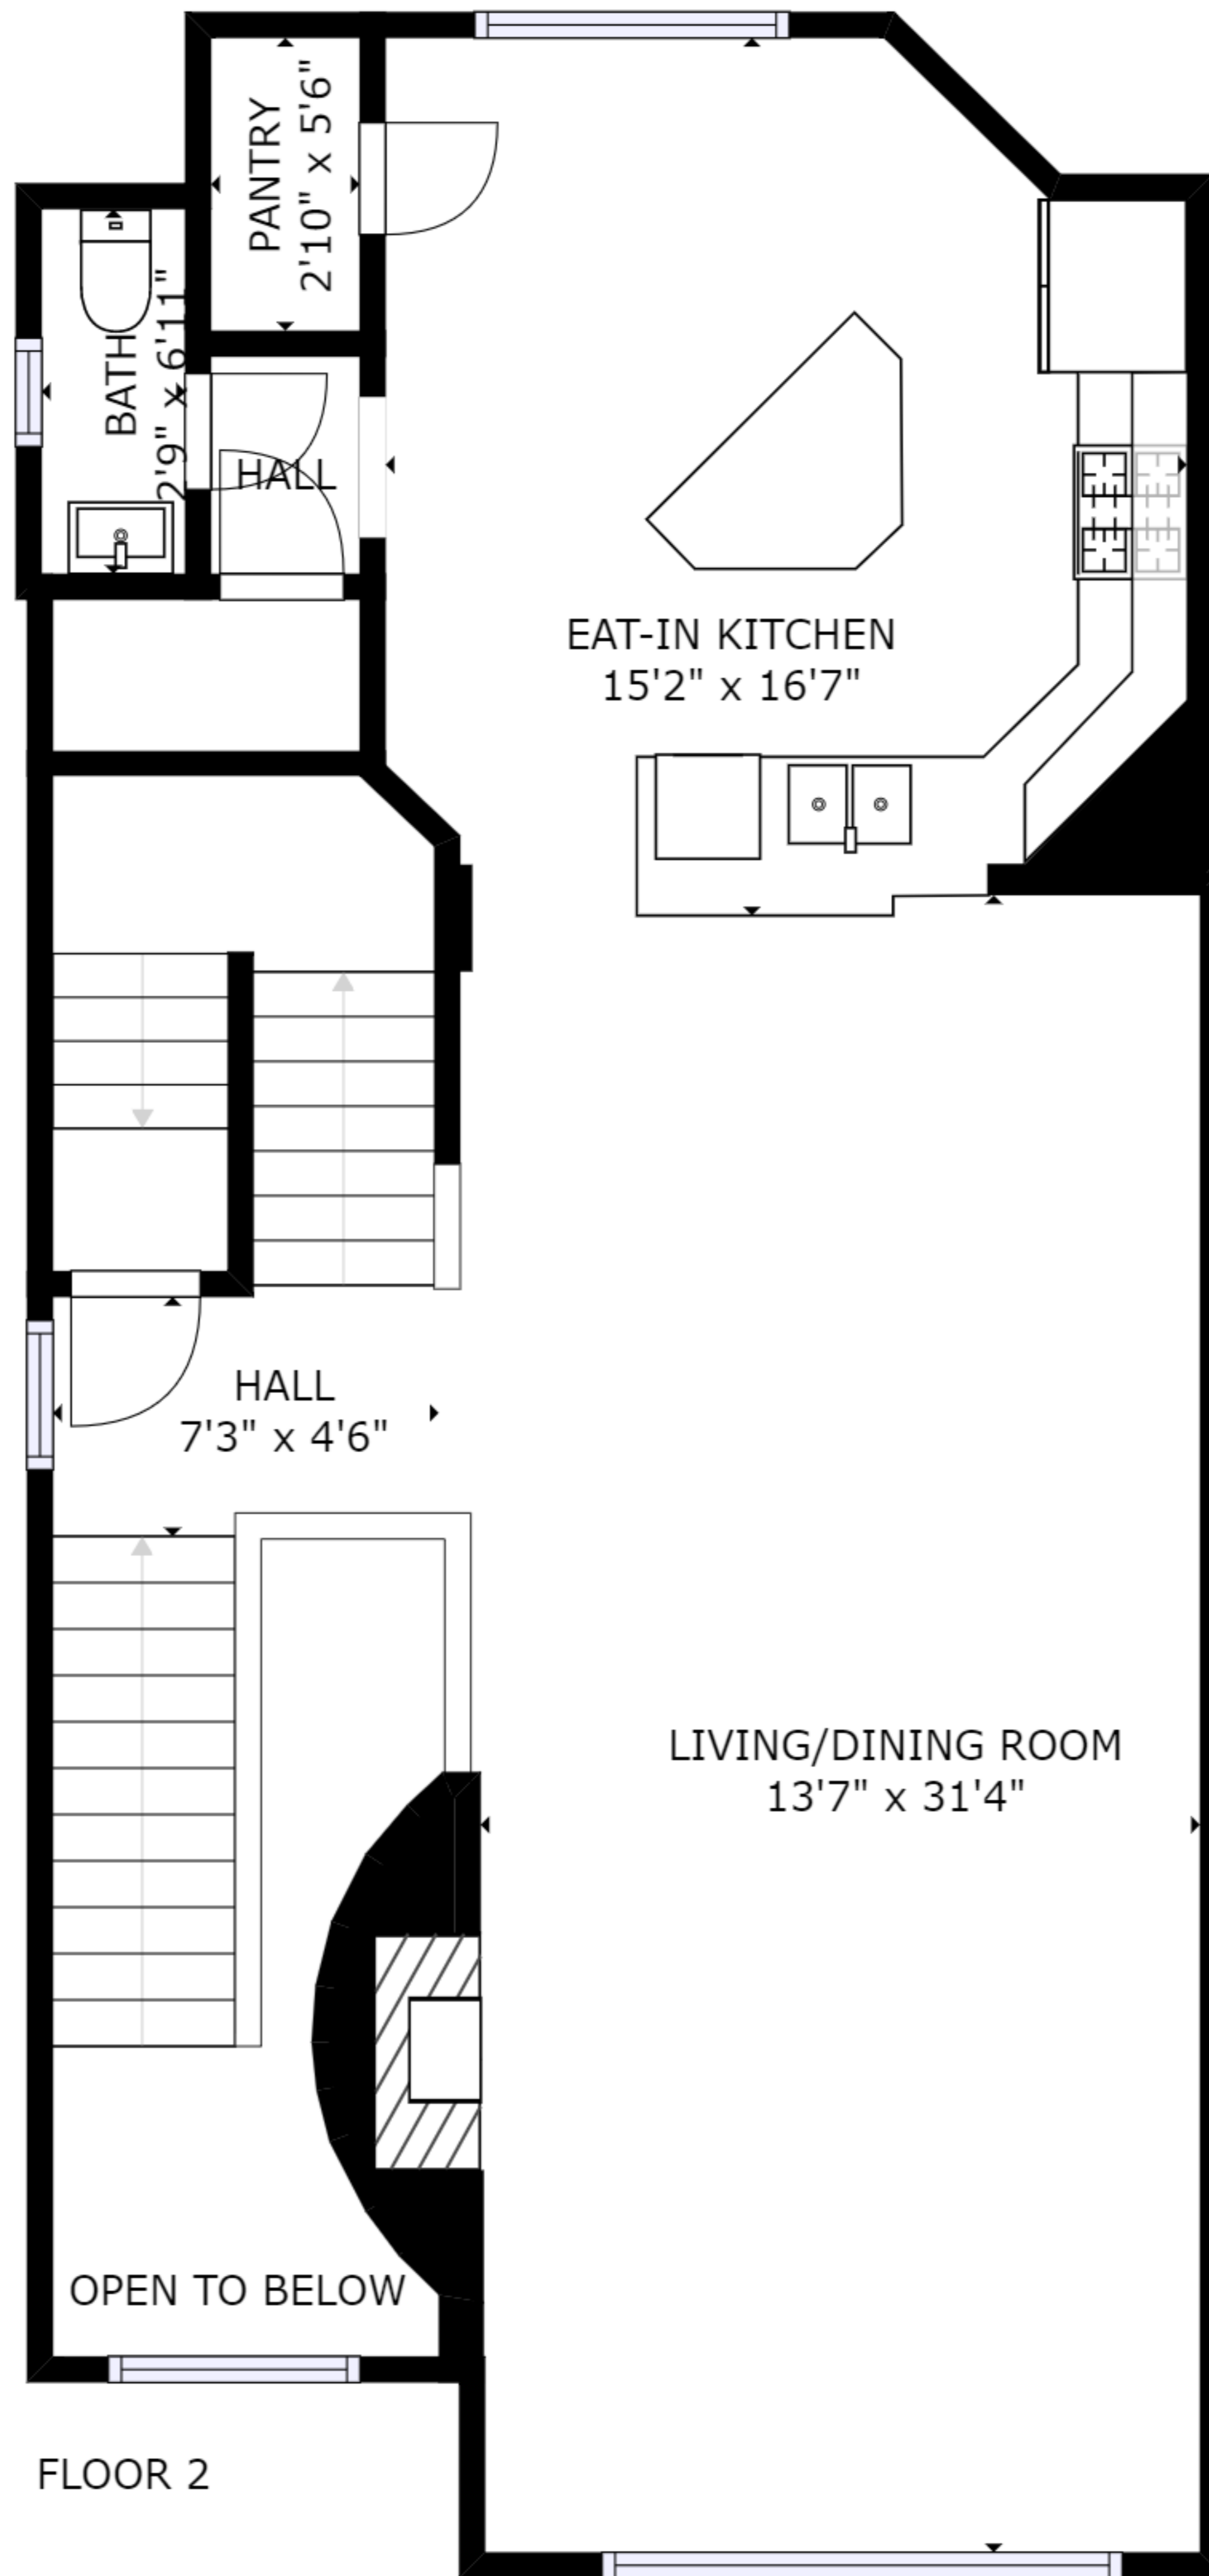 PANTRY
2'10" x 5'6"
BATH
2'9" x 6'11"
HALL
EAT-IN KITCHEN
15'2" x 16'7"
HALL
7'3" x 4'6"
LIVING/DINING ROOM
13'7" x 31'4"
OPEN TO BELOW
FLOOR 2